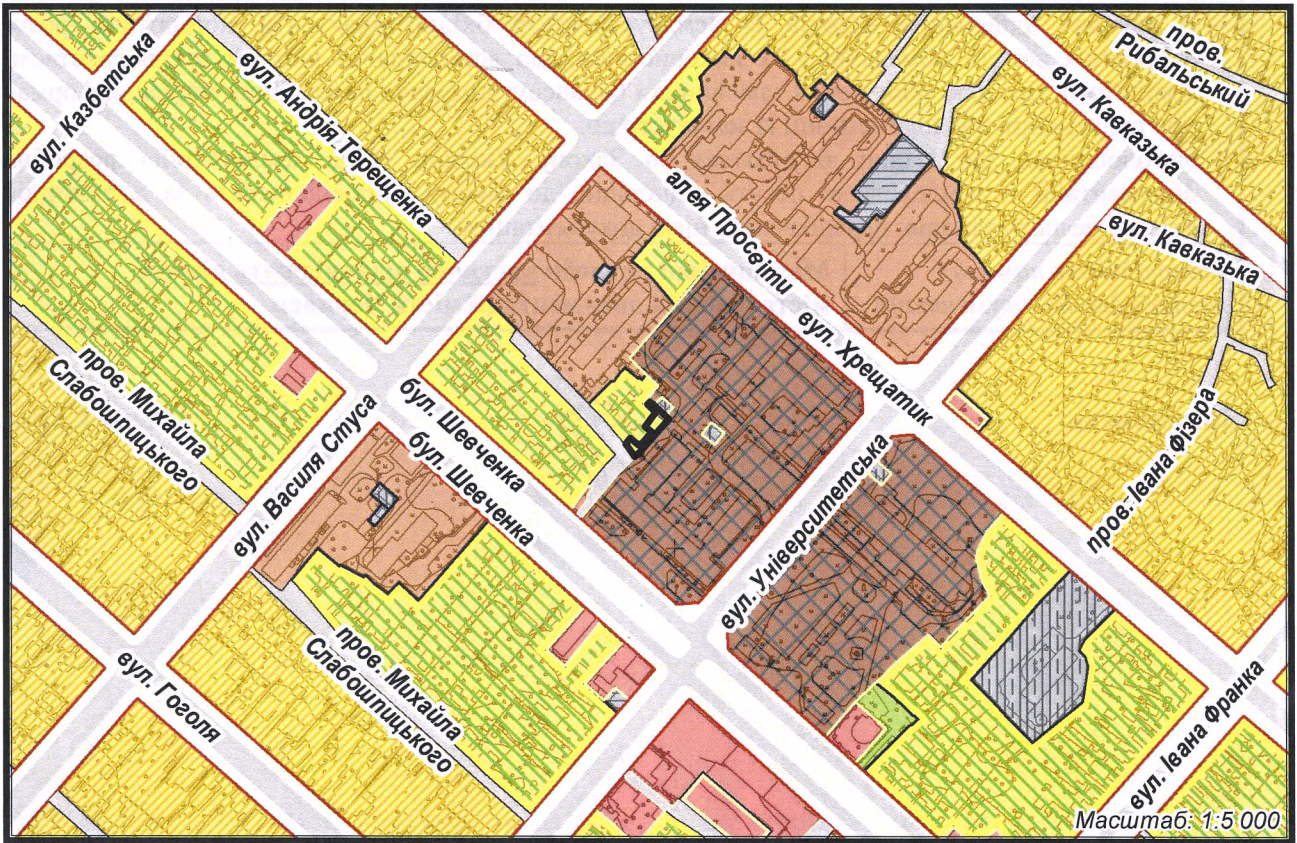 вул. Казбетська
вул. Андрія Терещенка
пров.
Рибальський
вул. Кавказька
вул. Кавказька
алея Просвіти
вул. Хрещатик
пров. Михайла
Слабошпицького
вул. Василя Стуса
бул. Шевченка
бул. Шевченка
вул. Університетська
пров. Івана Фізера
вул. Гоголя
пров. Михайла
Слабошпицького
вул. Івана Франка
Масштаб: 1:5 000